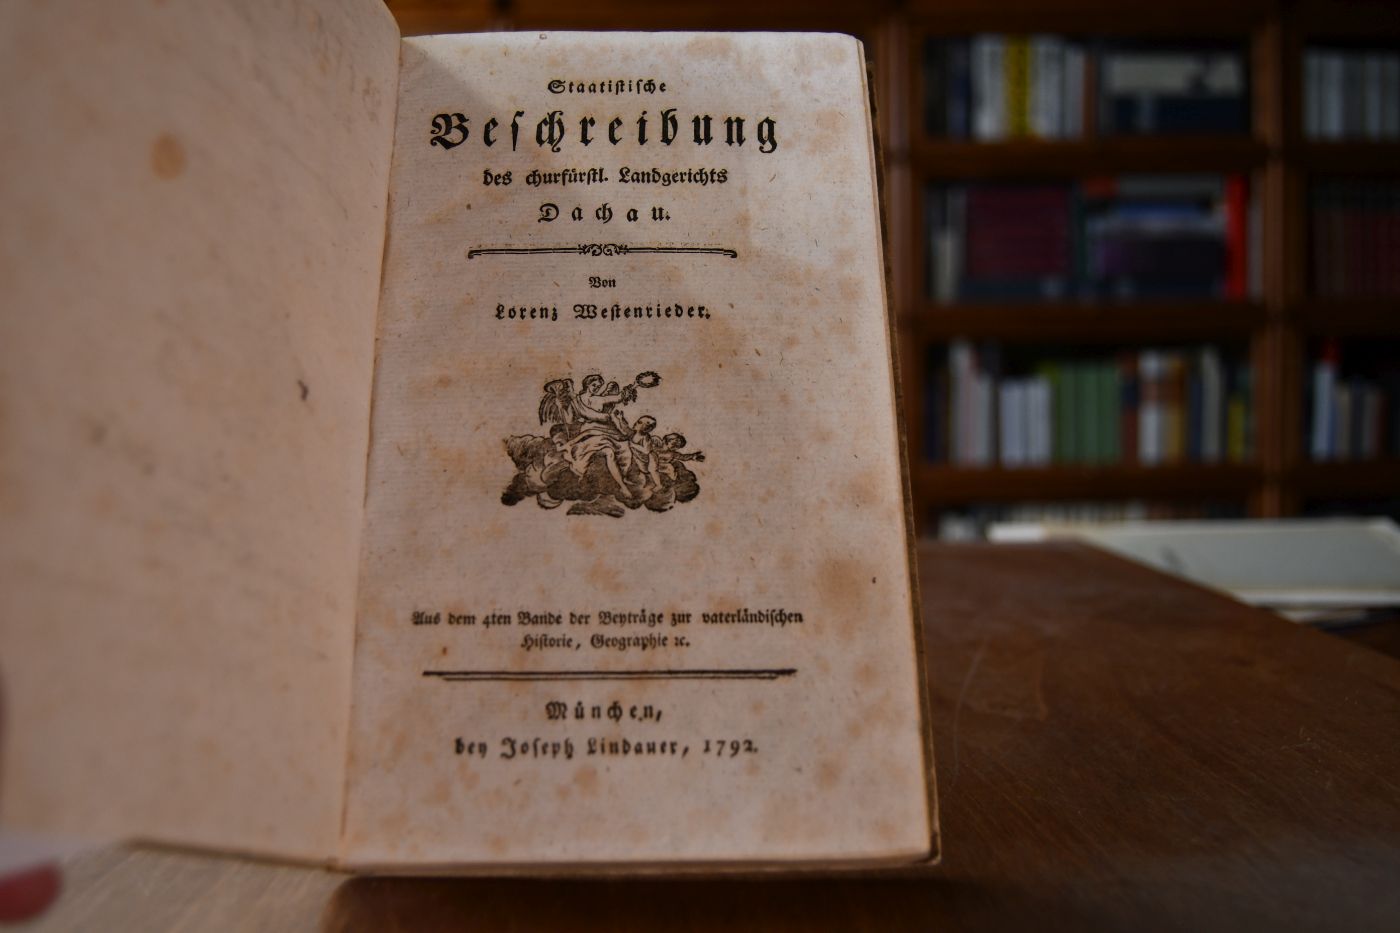 Staatistiſche
Beſchreibung
des churfürſtl. Landgerichts
Dachau.
Von
Lorenz Weſtenrieder.
Aus dem 4ten Bande der Beyträge zur vaterländiſchen
Hiſtorie, Geographie ꝛc.
München,
bey Joſeph Lindauer, 1792.